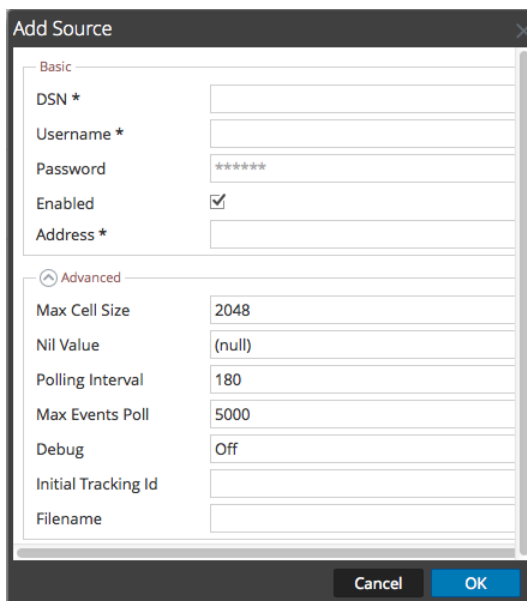 Add Source
Basic
DSN *
Username *
Password ******
Enabled
Address *
Advanced
Max Cell Size 2048
Nil Value (null)
Polling Interval 180
Max Events Poll 5000
Debug Off
Initial Tracking Id
Filename
Cancel OK